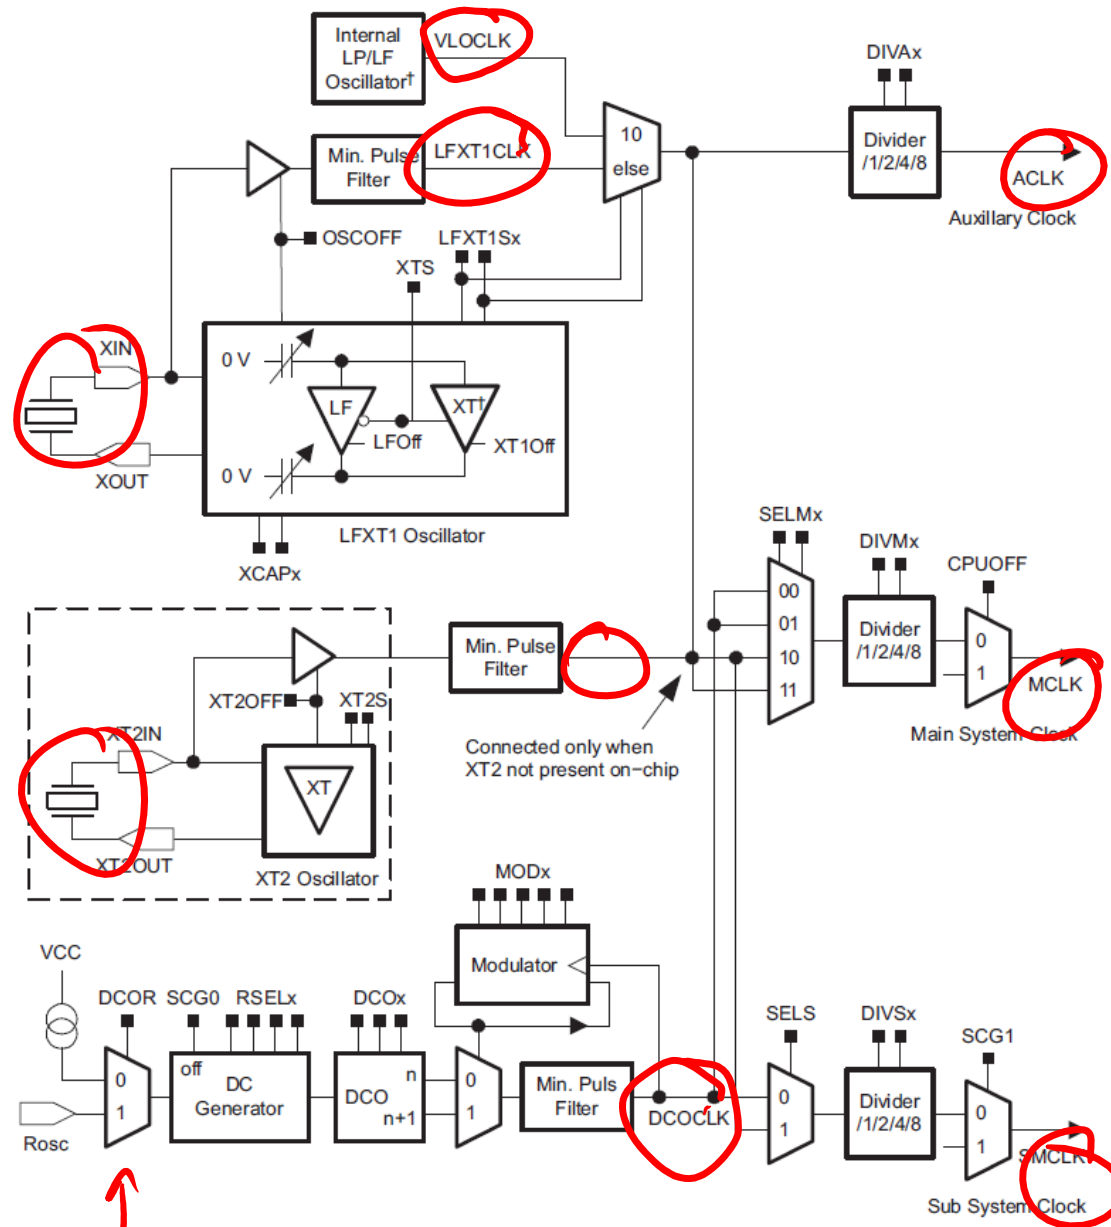 Internal
LP/LF
Oscillator†
VLOCLK
DIVAx
10
else
Divider
/1/2/4/8
Min. Pulse
Filter
LFXT1CLK
ACLK
Auxillary Clock
OSCOFF
LFXT1Sx
XTS
XIN
XOUT
0 V
LF
XT†
LFOff
XT1Off
0 V
LFXT1 Oscillator
XCAPx
SELMx
DIVMx
CPUOFF
00
01
10
11
Divider
/1/2/4/8
0
1
MCLK
Main System Clock
Min. Pulse
Filter
Connected only when
XT2 not present on−chip
XT2OFF
XT2S
XT2IN
XT
XT2OUT
XT2 Oscillator
MODx
Modulator
VCC
DCOR
SCG0
RSELx
DCOx
0
1
off
DC
Generator
DCO
n
n+1
0
1
Min. Puls
Filter
DCOCLK
Rosc
SELS
DIVSx
SCG1
0
1
Divider
/1/2/4/8
0
1
SMCLK
Sub System Clock